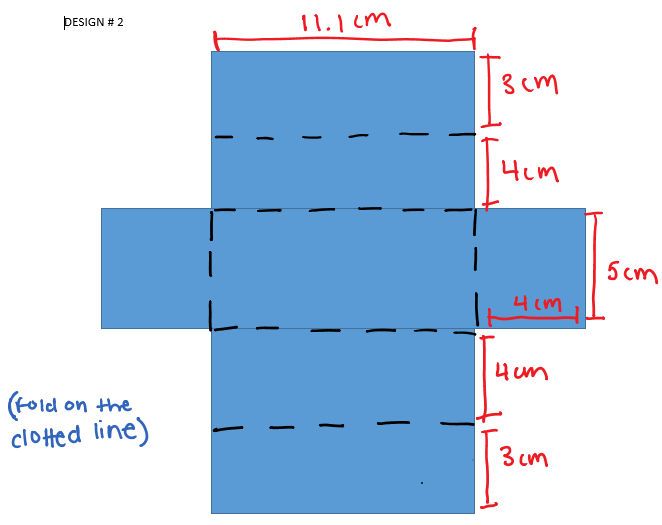 DESIGN # 2
11.1 cm
3 cm
4 cm
5 cm
4 cm
4 cm
(fold on the
dotted line)
3 cm